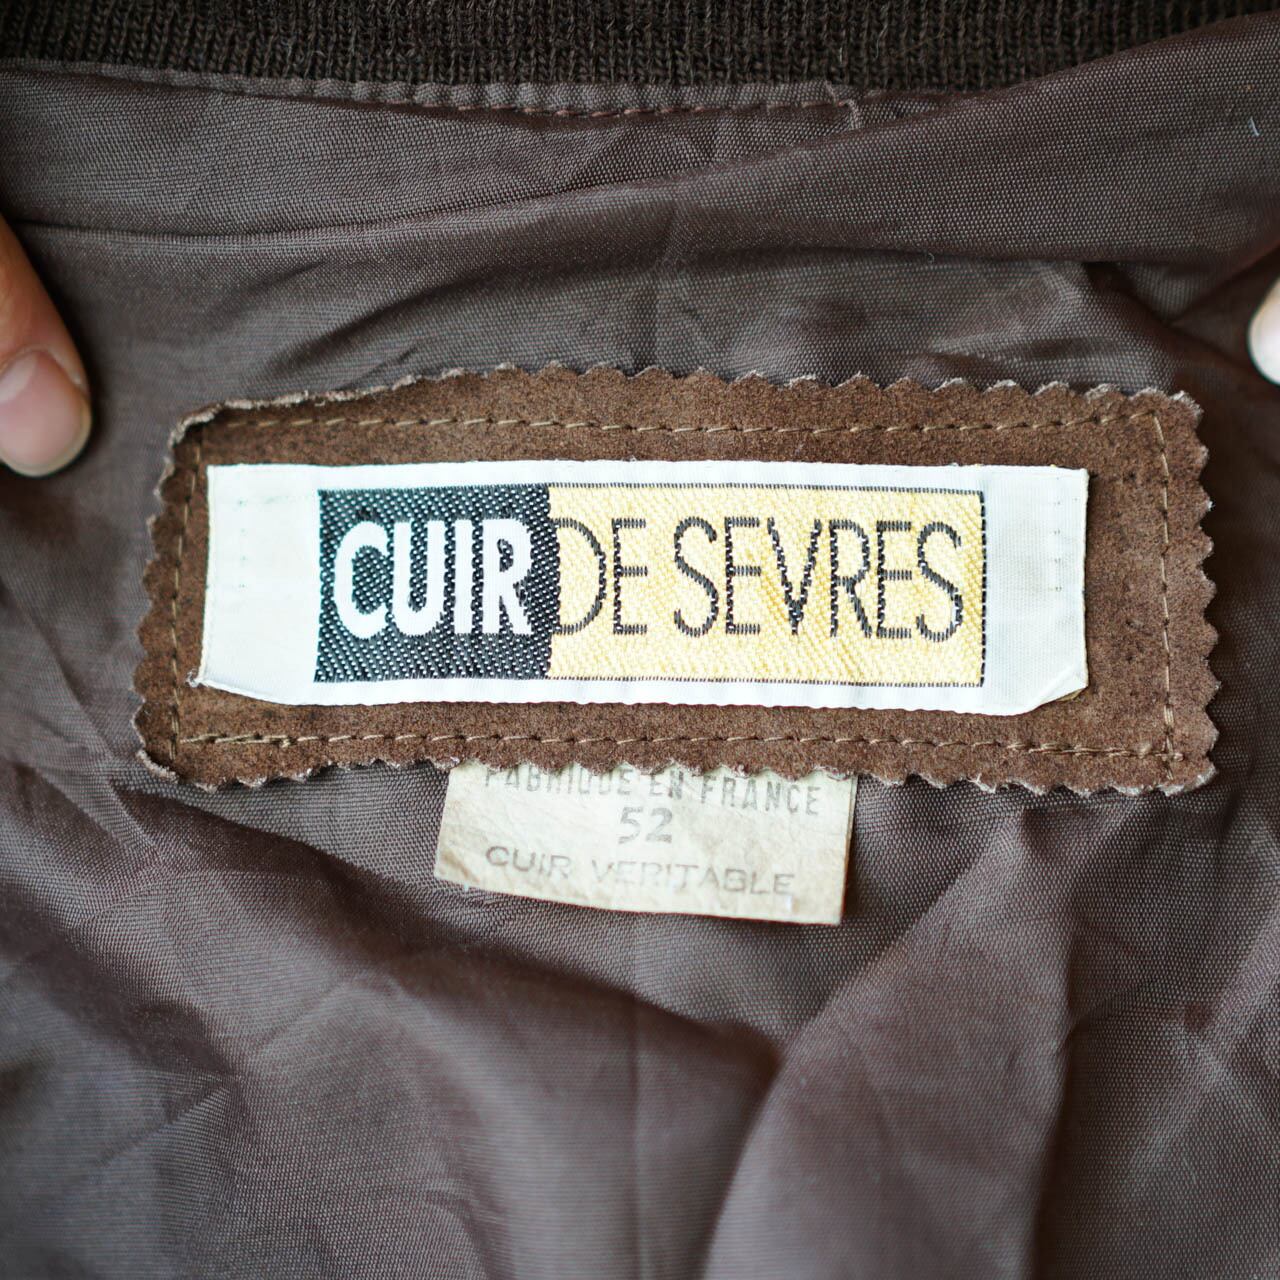 CUIR DE SEVRES
FABRIQUE EN FRANCE
52
CUIR VERITABLE